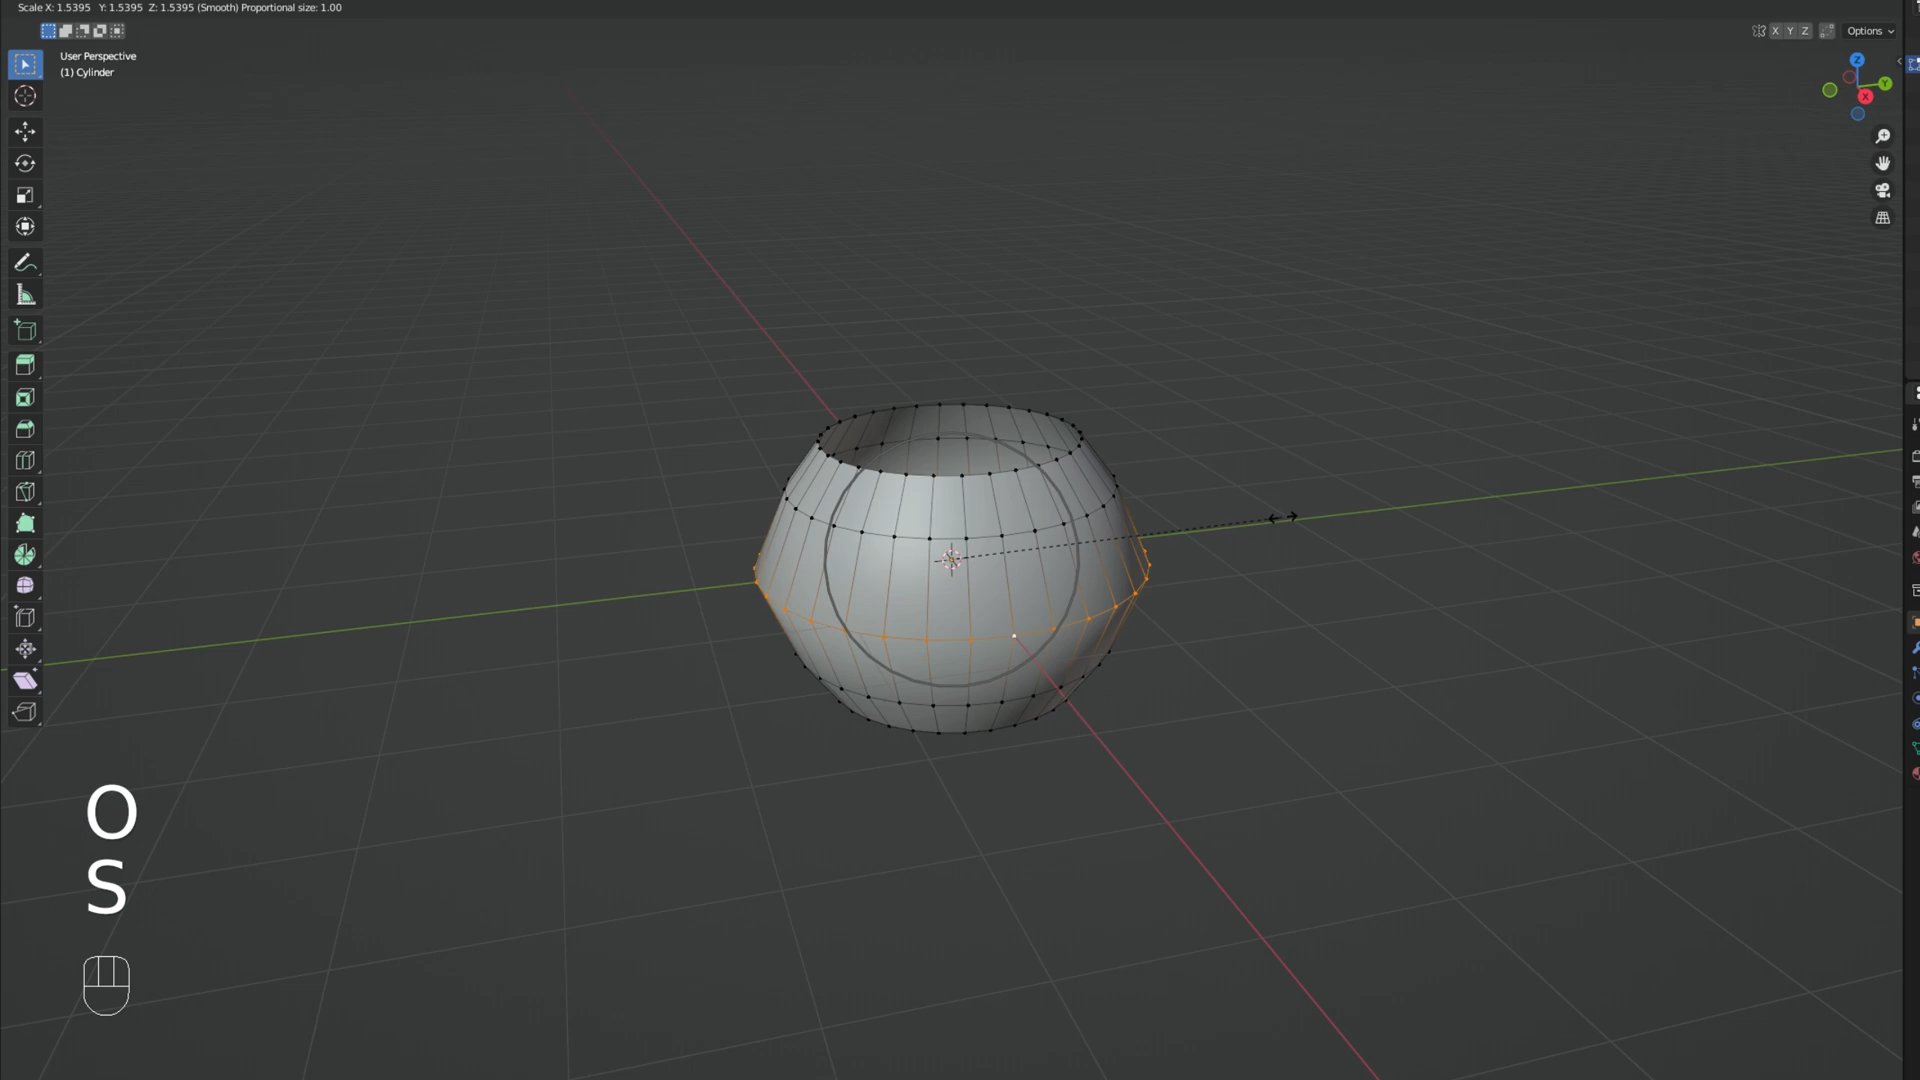 Scale X: 1.5395 Y: 1.5395 Z: 1.5395 (Smooth) Proportional size: 1.00
X Y Z Options
User Perspective
(1) Cylinder
Z
Y
X
O
S